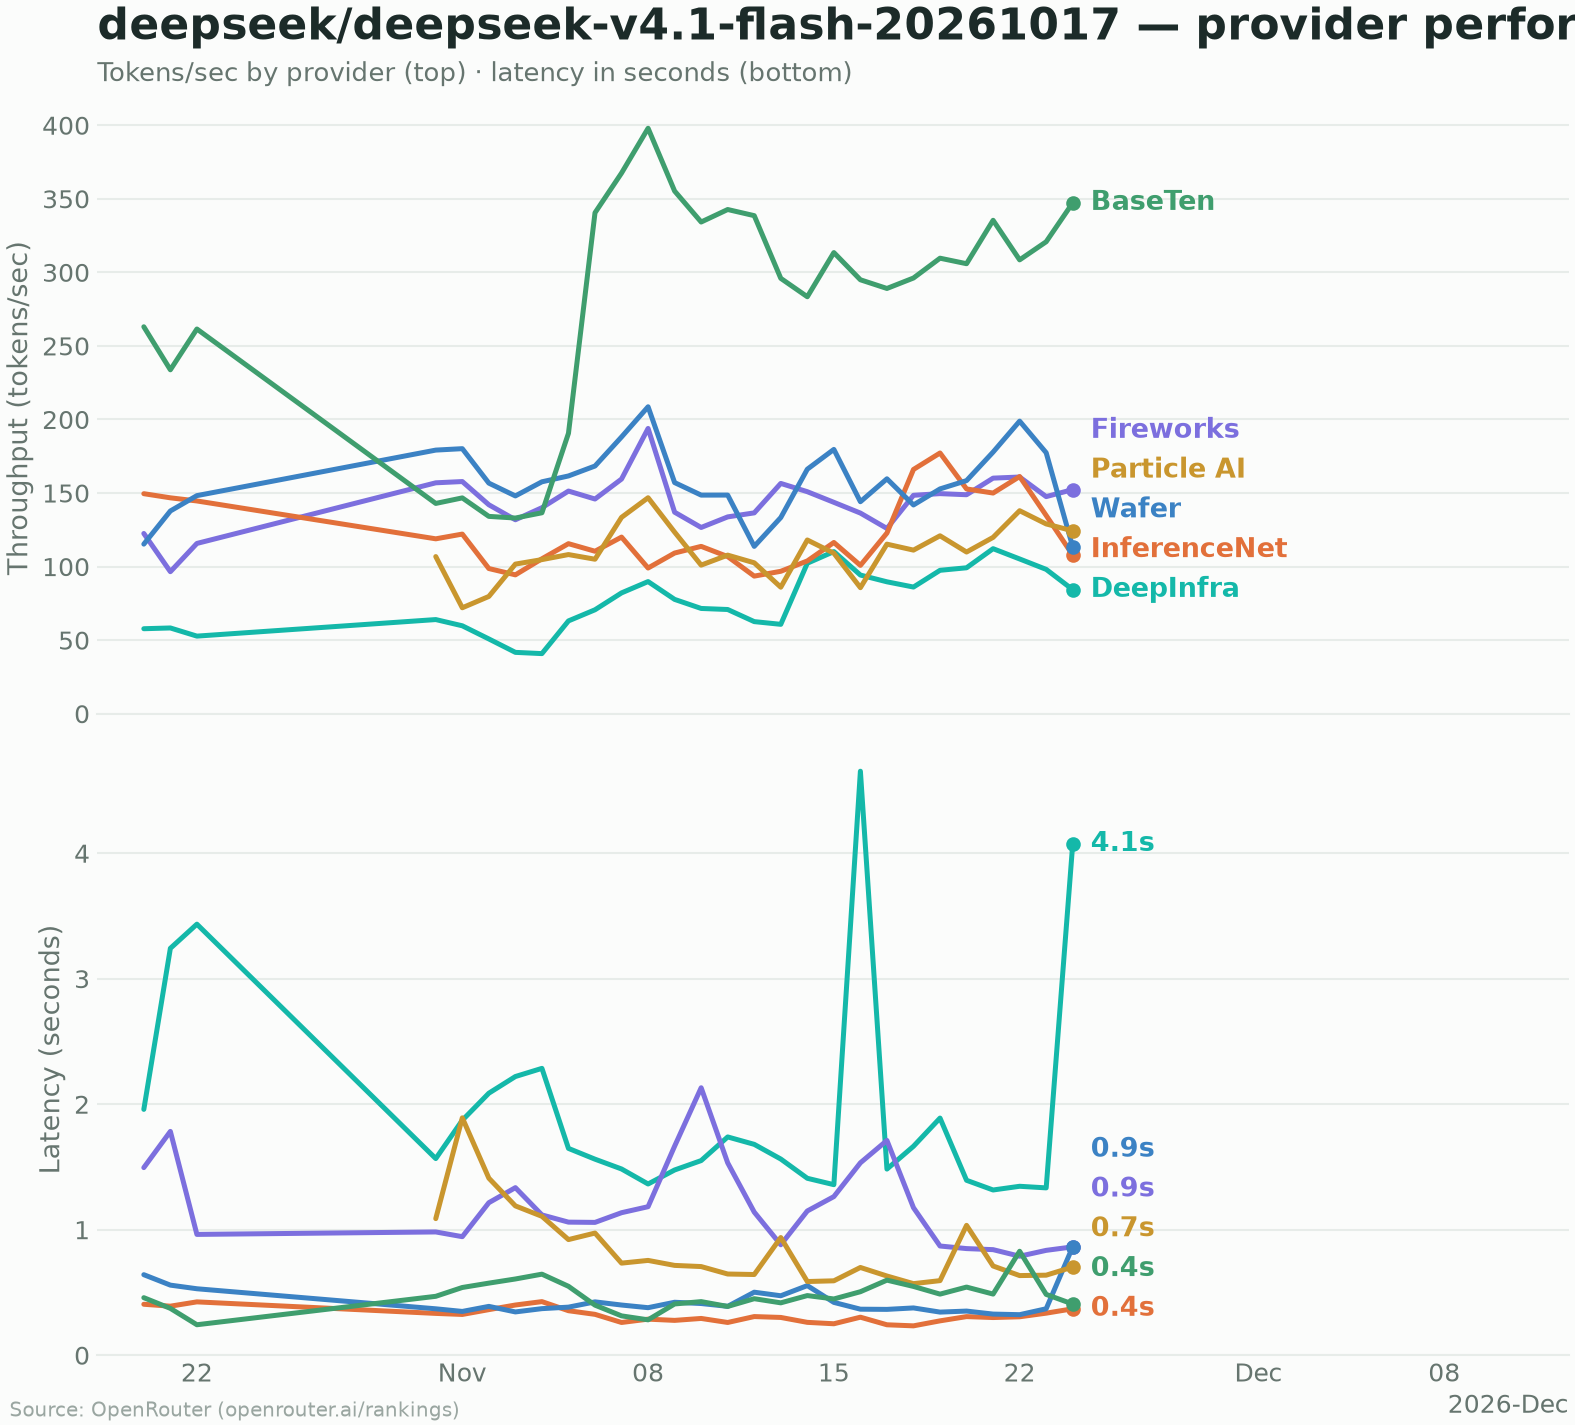 deepseek/deepseek-v4.1-flash-20261017 — provider perfor
Tokens/sec by provider (top) · latency in seconds (bottom)
Throughput (tokens/sec)
400
350
300
250
200
150
100
50
0
BaseTen
Fireworks
Particle AI
Wafer
InferenceNet
DeepInfra
Latency (seconds)
4
3
2
1
0
4.1s
0.9s
0.9s
0.7s
0.4s
0.4s
22 Nov 08 15 22 Dec 08
2026-Dec
Source: OpenRouter (openrouter.ai/rankings)